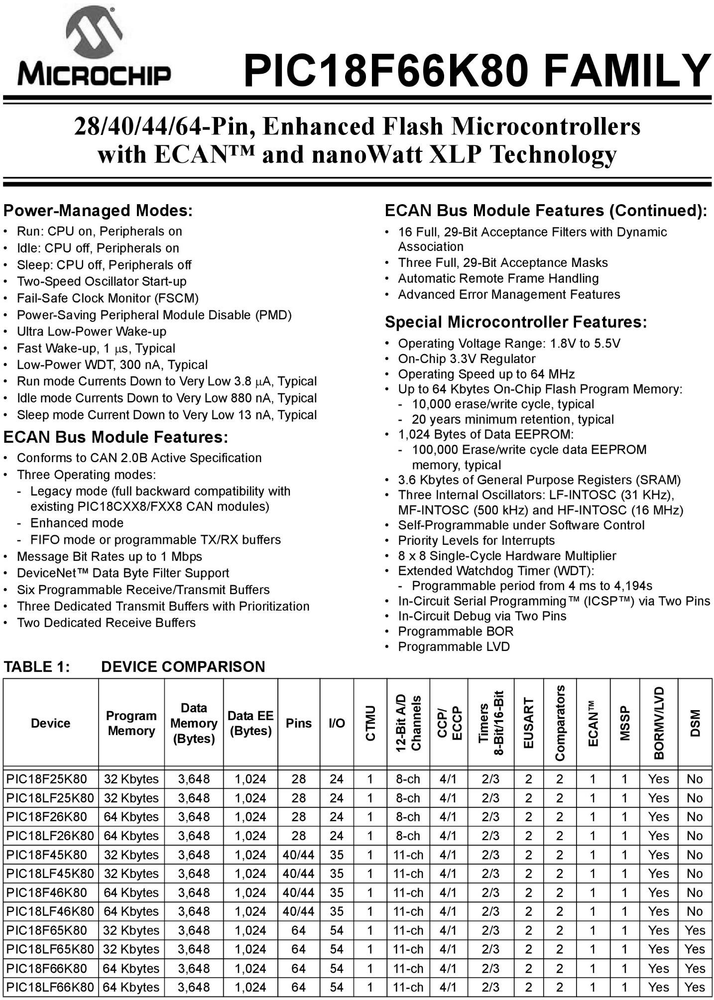 ®
MICROCHIP
PIC18F66K80 FAMILY
28/40/44/64-Pin, Enhanced Flash Microcontrollers
with ECAN™ and nanoWatt XLP Technology
Power-Managed Modes:
• Run: CPU on, Peripherals on
• Idle: CPU off, Peripherals on
• Sleep: CPU off, Peripherals off
• Two-Speed Oscillator Start-up
• Fail-Safe Clock Monitor (FSCM)
• Power-Saving Peripheral Module Disable (PMD)
• Ultra Low-Power Wake-up
• Fast Wake-up, 1 μs, Typical
• Low-Power WDT, 300 nA, Typical
• Run mode Currents Down to Very Low 3.8 μA, Typical
• Idle mode Currents Down to Very Low 880 nA, Typical
• Sleep mode Current Down to Very Low 13 nA, Typical
ECAN Bus Module Features:
• Conforms to CAN 2.0B Active Specification
• Three Operating modes:
- Legacy mode (full backward compatibility with
existing PIC18CXX8/FXX8 CAN modules)
- Enhanced mode
- FIFO mode or programmable TX/RX buffers
• Message Bit Rates up to 1 Mbps
• DeviceNet™ Data Byte Filter Support
• Six Programmable Receive/Transmit Buffers
• Three Dedicated Transmit Buffers with Prioritization
• Two Dedicated Receive Buffers
ECAN Bus Module Features (Continued):
• 16 Full, 29-Bit Acceptance Filters with Dynamic
Association
• Three Full, 29-Bit Acceptance Masks
• Automatic Remote Frame Handling
• Advanced Error Management Features
Special Microcontroller Features:
• Operating Voltage Range: 1.8V to 5.5V
• On-Chip 3.3V Regulator
• Operating Speed up to 64 MHz
• Up to 64 Kbytes On-Chip Flash Program Memory:
- 10,000 erase/write cycle, typical
- 20 years minimum retention, typical
• 1,024 Bytes of Data EEPROM:
- 100,000 Erase/write cycle data EEPROM
memory, typical
• 3.6 Kbytes of General Purpose Registers (SRAM)
• Three Internal Oscillators: LF-INTOSC (31 KHz),
MF-INTOSC (500 kHz) and HF-INTOSC (16 MHz)
• Self-Programmable under Software Control
• Priority Levels for Interrupts
• 8 x 8 Single-Cycle Hardware Multiplier
• Extended Watchdog Timer (WDT):
- Programmable period from 4 ms to 4,194s
• In-Circuit Serial Programming™ (ICSP™) via Two Pins
• In-Circuit Debug via Two Pins
• Programmable BOR
• Programmable LVD
TABLE 1: DEVICE COMPARISON
Device Program Memory Data Memory (Bytes) Data EE (Bytes) Pins I/O CTMU 12-Bit A/D Channels CCP/ ECCP Timers 8-Bit/16-Bit EUSART Comparators ECAN™ MSSP BORMV/LVD DSM
PIC18F25K80 32 Kbytes 3,648 1,024 28 24 1 8-ch 4/1 2/3 2 2 1 1 Yes No
PIC18LF25K80 32 Kbytes 3,648 1,024 28 24 1 8-ch 4/1 2/3 2 2 1 1 Yes No
PIC18F26K80 64 Kbytes 3,648 1,024 28 24 1 8-ch 4/1 2/3 2 2 1 1 Yes No
PIC18LF26K80 64 Kbytes 3,648 1,024 28 24 1 8-ch 4/1 2/3 2 2 1 1 Yes No
PIC18F45K80 32 Kbytes 3,648 1,024 40/44 35 1 11-ch 4/1 2/3 2 2 1 1 Yes No
PIC18LF45K80 32 Kbytes 3,648 1,024 40/44 35 1 11-ch 4/1 2/3 2 2 1 1 Yes No
PIC18F46K80 64 Kbytes 3,648 1,024 40/44 35 1 11-ch 4/1 2/3 2 2 1 1 Yes No
PIC18LF46K80 64 Kbytes 3,648 1,024 40/44 35 1 11-ch 4/1 2/3 2 2 1 1 Yes No
PIC18F65K80 32 Kbytes 3,648 1,024 64 54 1 11-ch 4/1 2/3 2 2 1 1 Yes Yes
PIC18LF65K80 32 Kbytes 3,648 1,024 64 54 1 11-ch 4/1 2/3 2 2 1 1 Yes Yes
PIC18F66K80 64 Kbytes 3,648 1,024 64 54 1 11-ch 4/1 2/3 2 2 1 1 Yes Yes
PIC18LF66K80 64 Kbytes 3,648 1,024 64 54 1 11-ch 4/1 2/3 2 2 1 1 Yes Yes